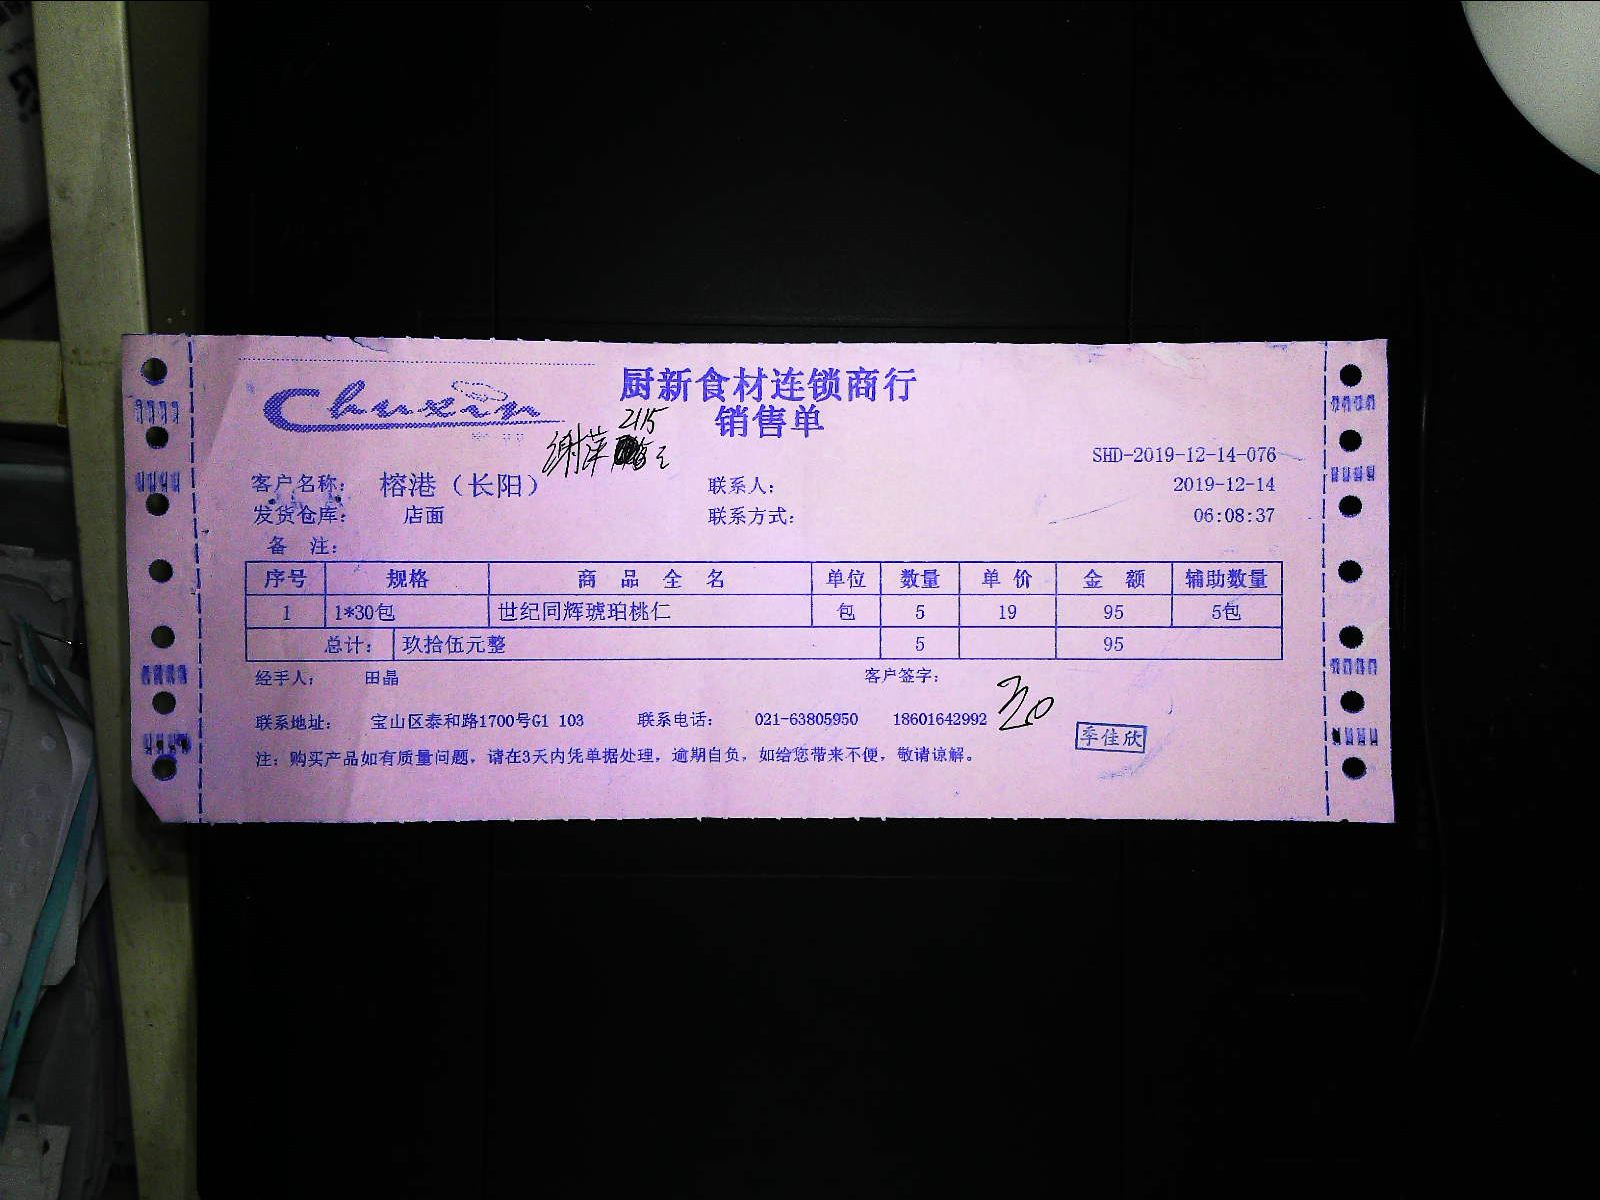 Chuxin
厨新食材连锁商行
销售单
2115
谢萍
SHD-2019-12-14-076
客户名称： 榕港（长阳） 联系人： 2019-12-14
发货仓库： 店面 联系方式： 06:08:37
备 注：
序号 规格 商 品 全 名 单位 数量 单 价 金 额 辅助数量
1 1*30包 世纪同辉琥珀桃仁 包 5 19 95 5包
总计： 玖拾伍元整 5 95
经手人： 田晶 客户签字：
联系地址： 宝山区泰和路1700号G1 103 联系电话： 021-63805950 18601642992
季佳欣
注：购买产品如有质量问题，请在3天内凭单据处理，逾期自负，如给您带来不便，敬请谅解。